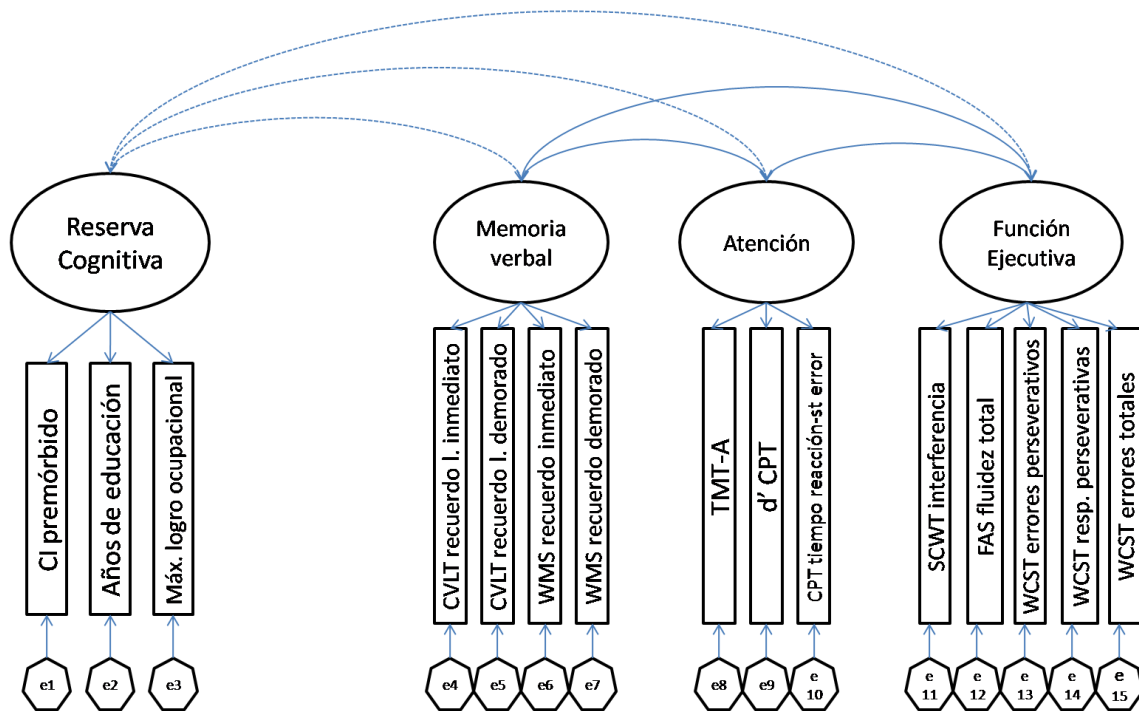 Reserva
Cognitiva
Memoria
verbal
Atención
Función
Ejecutiva
CI premórbido
Años de educación
Máx. logro ocupacional
CVLT recuerdo l. inmediato
CVLT recuerdo l. demorado
WMS recuerdo inmediato
WMS recuerdo demorado
TMT-A
d' CPT
CPT tiempo reacción-st error
SCWT interferencia
FAS fluidez total
WCST errores perseverativos
WCST resp. perseverativas
WCST errores totales
e1
e2
e3
e4
e5
e6
e7
e8
e9
e
10
e
11
e
12
e
13
e
14
e
15